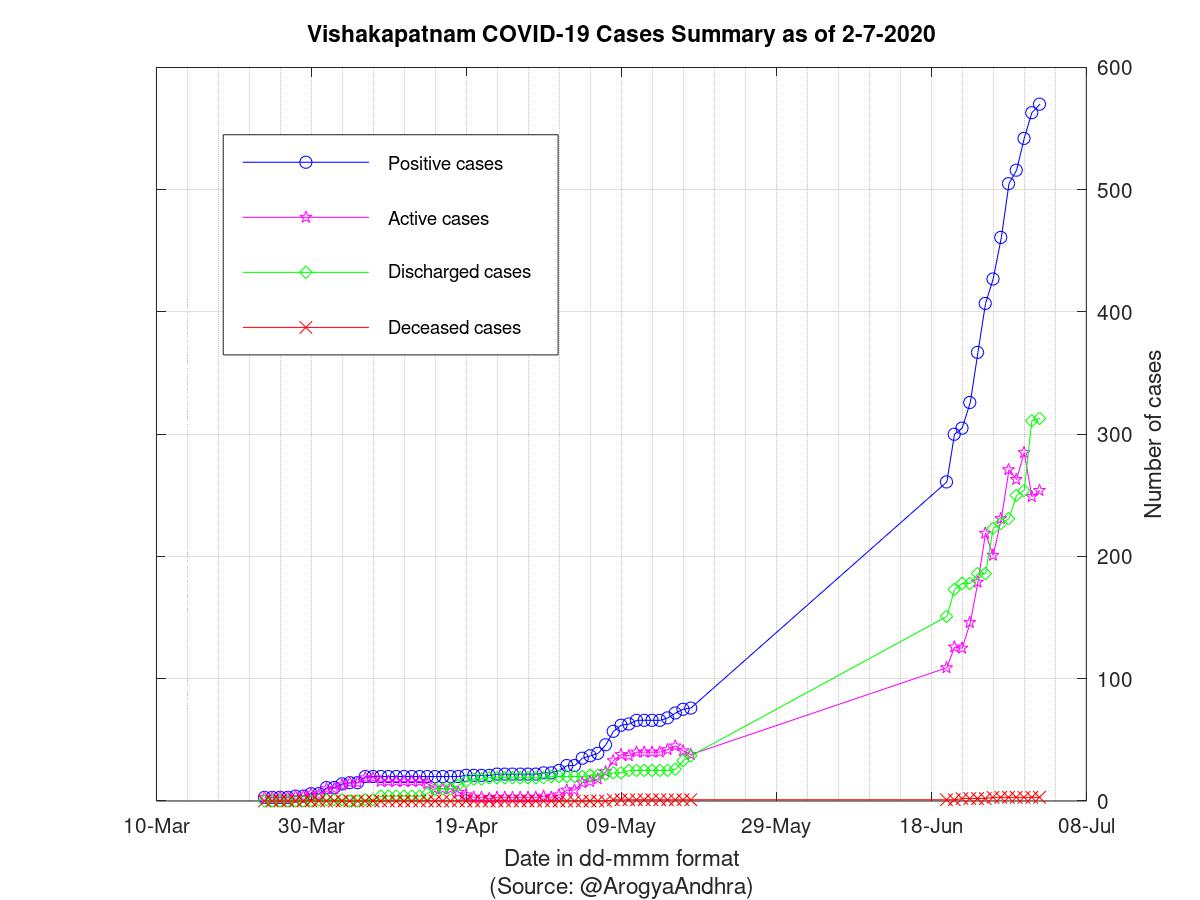 Vishakapatnam COVID-19 Cases Summary as of 2-7-2020
Positive cases
Active cases
Discharged cases
Deceased cases
600
500
400
300
200
100
0
Number of cases
10-Mar 30-Mar 19-Apr 09-May 29-May 18-Jun 08-Jul
Date in dd-mmm format
(Source: @ArogyaAndhra)